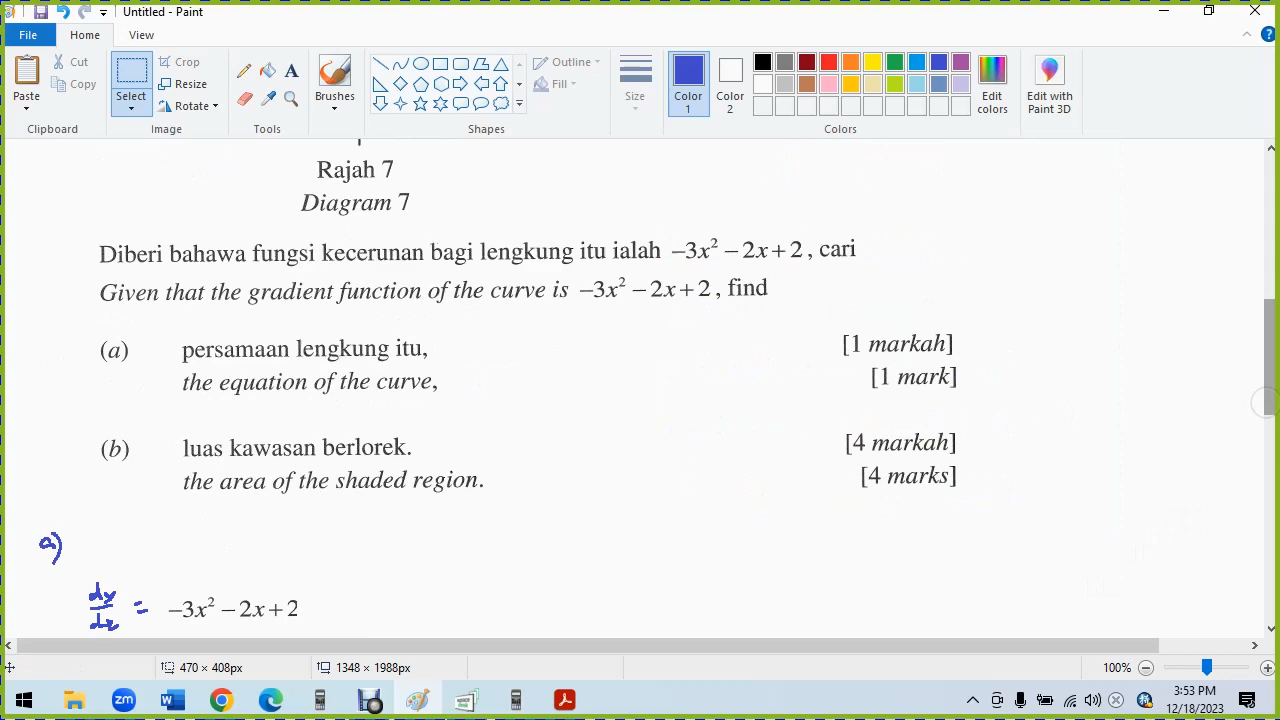 Untitled - Paint
File Home View
Paste
Cut
Copy
Clipboard
Select
Crop
Resize
Rotate
Image
Tools
Brushes
Shapes
Outline
Fill
Size
Color 1
Color 2
Edit colors
Colors
Edit with Paint 3D
Rajah 7
Diagram 7
Diberi bahawa fungsi kecerunan bagi lengkung itu ialah −3x² − 2x + 2, cari
Given that the gradient function of the curve is −3x² − 2x + 2, find
(a) persamaan lengkung itu, [1 markah]
the equation of the curve, [1 mark]
(b) luas kawasan berlorek. [4 markah]
the area of the shaded region. [4 marks]
a)
dy/dx = −3x² − 2x + 2
470 × 408px 1348 × 1988px 100%
zm W
3:53 PM
12/18/2023